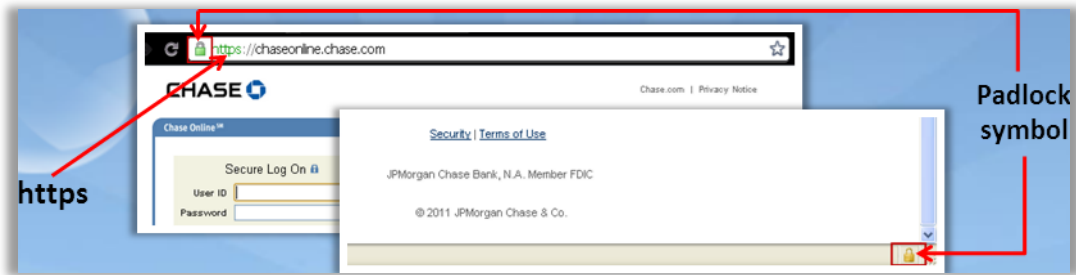 https://chaseonline.chase.com
CHASE
Chase.com | Privacy Notice
Chase Online℠
Secure Log On
User ID
Password
https
Security | Terms of Use
JPMorgan Chase Bank, N.A. Member FDIC
© 2011 JPMorgan Chase & Co.
Padlock
symbol